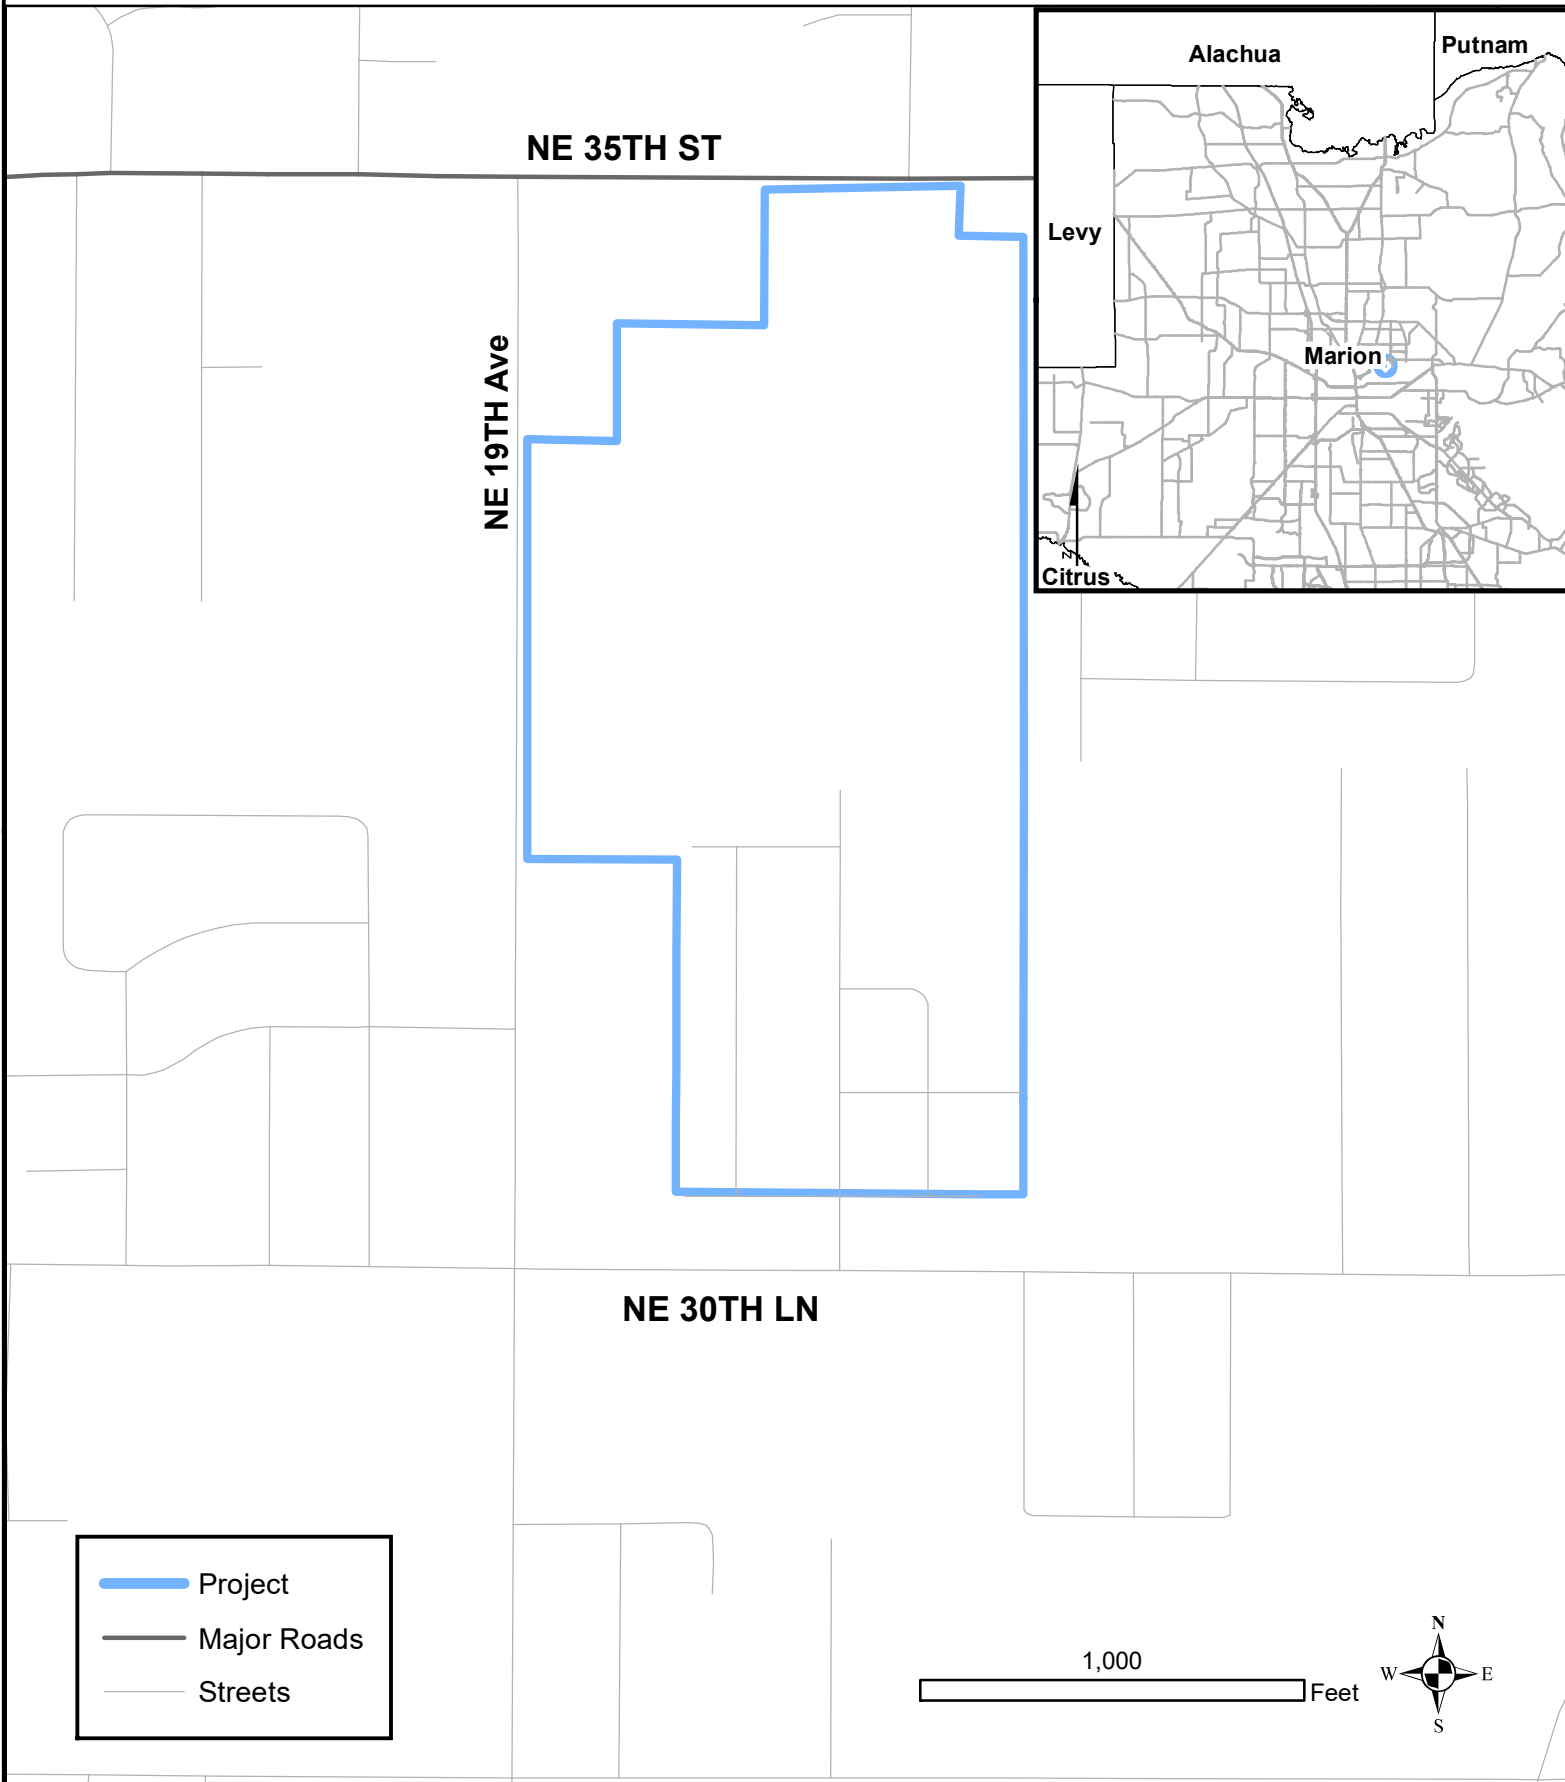 Alachua
Putnam
NE 35TH ST
Levy
NE 19TH Ave
Marion
N
Citrus
NE 30TH LN
Project
Major Roads
Streets
1,000
Feet
N
W
E
S